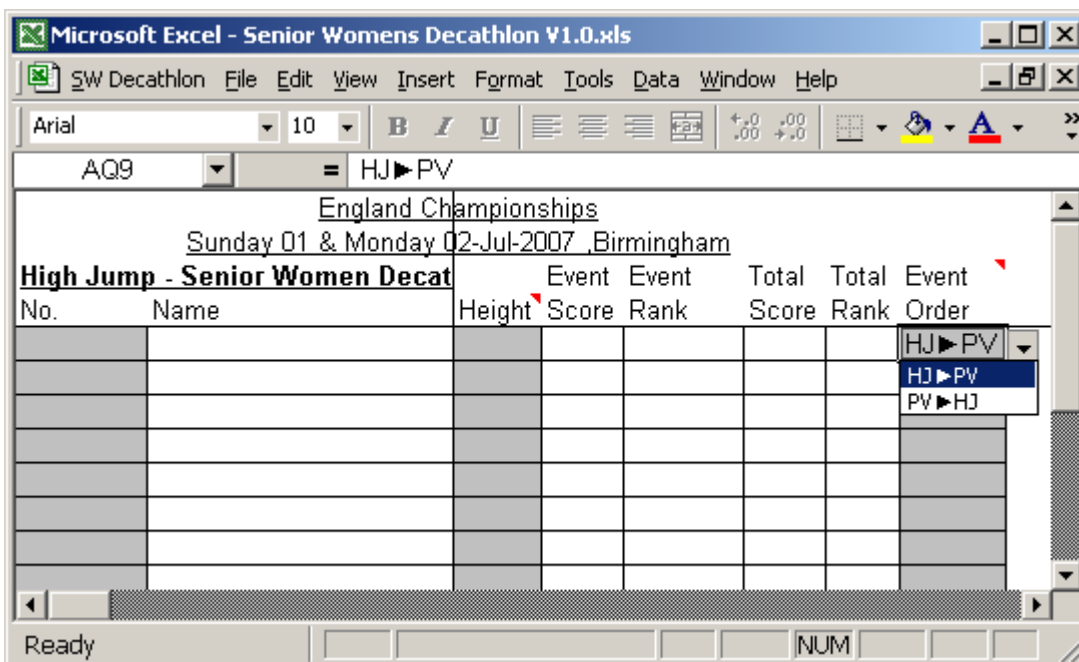 Microsoft Excel - Senior Womens Decathlon V1.0.xls
SW Decathlon File Edit View Insert Format Tools Data Window Help
Arial 10 B I U
AQ9 = HJ►PV
England Championships
Sunday 01 & Monday 02-Jul-2007 ,Birmingham
High Jump - Senior Women Decat Event Event Total Total Event
No. Name Height Score Rank Score Rank Order
HJ►PV
HJ►PV
PV►HJ
Ready NUM